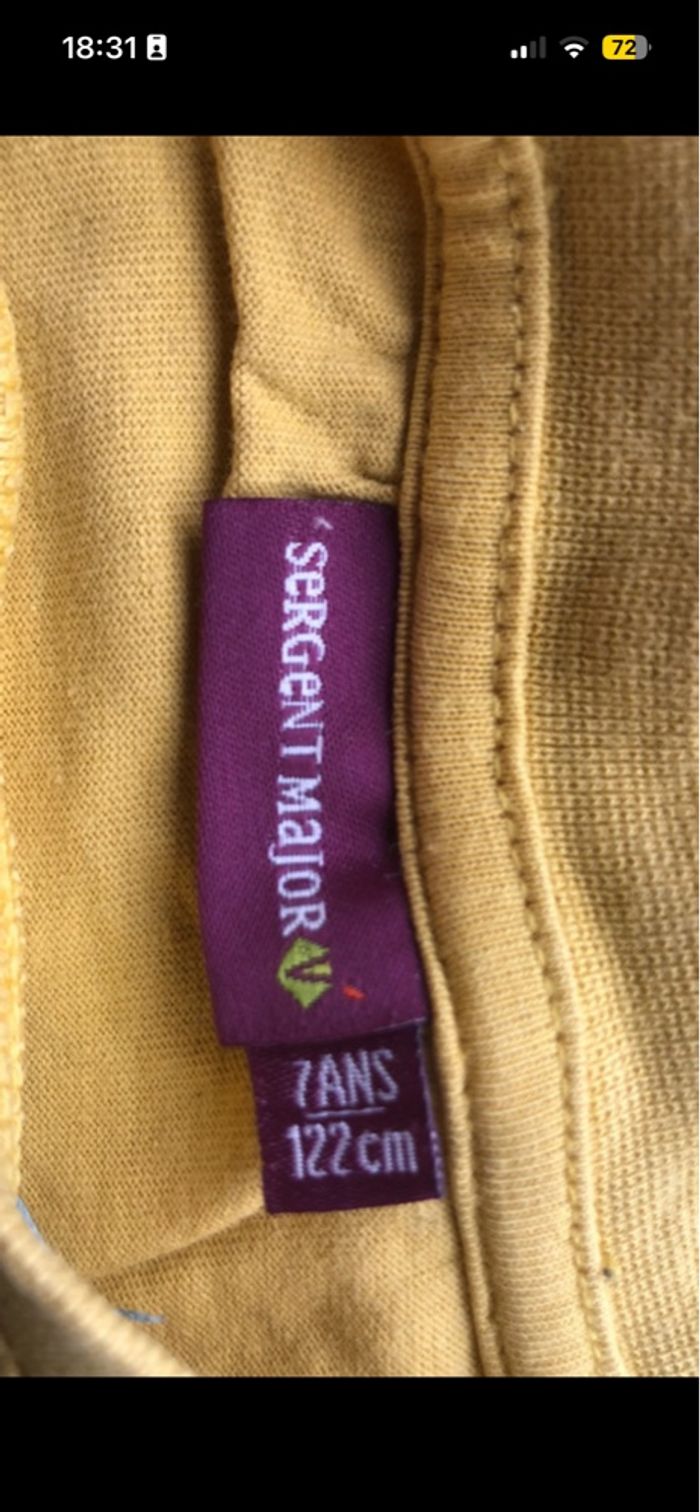 18:31
72
SeRGeNT MajoR
7ANS
122cm